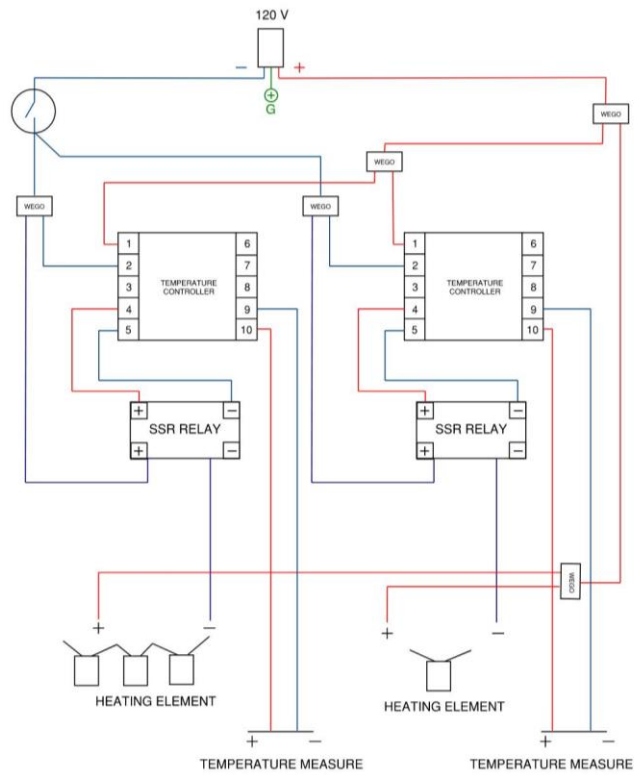 120 V
− +
G
WEGO
WEGO
WEGO
WEGO
1 6
2 7
3 8
4 9
5 10
TEMPERATURE
CONTROLLER
1 6
2 7
3 8
4 9
5 10
TEMPERATURE
CONTROLLER
+ −
SSR RELAY
+ −
+ −
SSR RELAY
+ −
WEGO
+ −
HEATING ELEMENT
+ −
HEATING ELEMENT
+ −
TEMPERATURE MEASURE
+ −
TEMPERATURE MEASURE